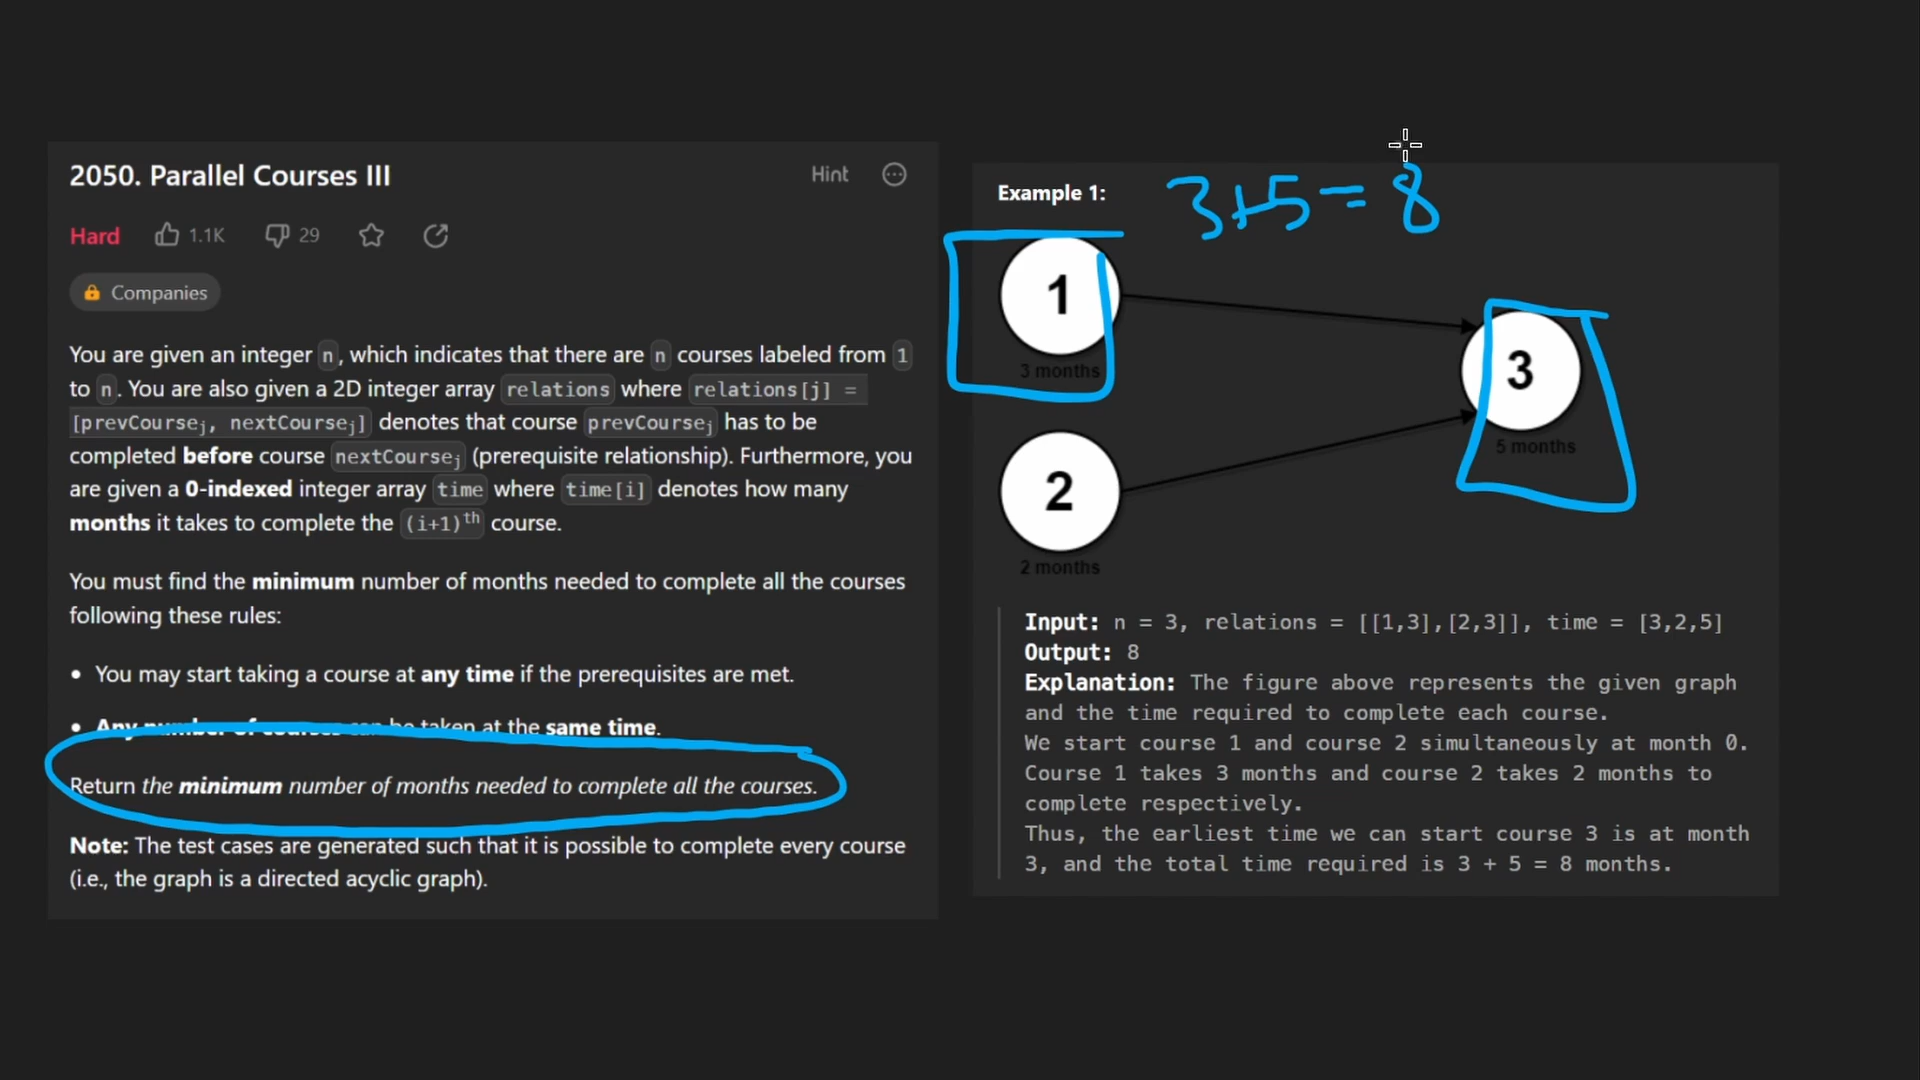 2050. Parallel Courses III
Hint
Hard 1.1K 29
Companies
You are given an integer n, which indicates that there are n courses labeled from 1
to n. You are also given a 2D integer array relations where relations[j] =
[prevCoursej, nextCoursej] denotes that course prevCoursej has to be
completed before course nextCoursej (prerequisite relationship). Furthermore, you
are given a 0-indexed integer array time where time[i] denotes how many
months it takes to complete the (i+1)th course.
You must find the minimum number of months needed to complete all the courses
following these rules:
• You may start taking a course at any time if the prerequisites are met.
• Any number of courses can be taken at the same time.
Return the minimum number of months needed to complete all the courses.
Note: The test cases are generated such that it is possible to complete every course
(i.e., the graph is a directed acyclic graph).
Example 1:
3+5=8
1
3 months
3
5 months
2
2 months
Input: n = 3, relations = [[1,3],[2,3]], time = [3,2,5]
Output: 8
Explanation: The figure above represents the given graph
and the time required to complete each course.
We start course 1 and course 2 simultaneously at month 0.
Course 1 takes 3 months and course 2 takes 2 months to
complete respectively.
Thus, the earliest time we can start course 3 is at month
3, and the total time required is 3 + 5 = 8 months.